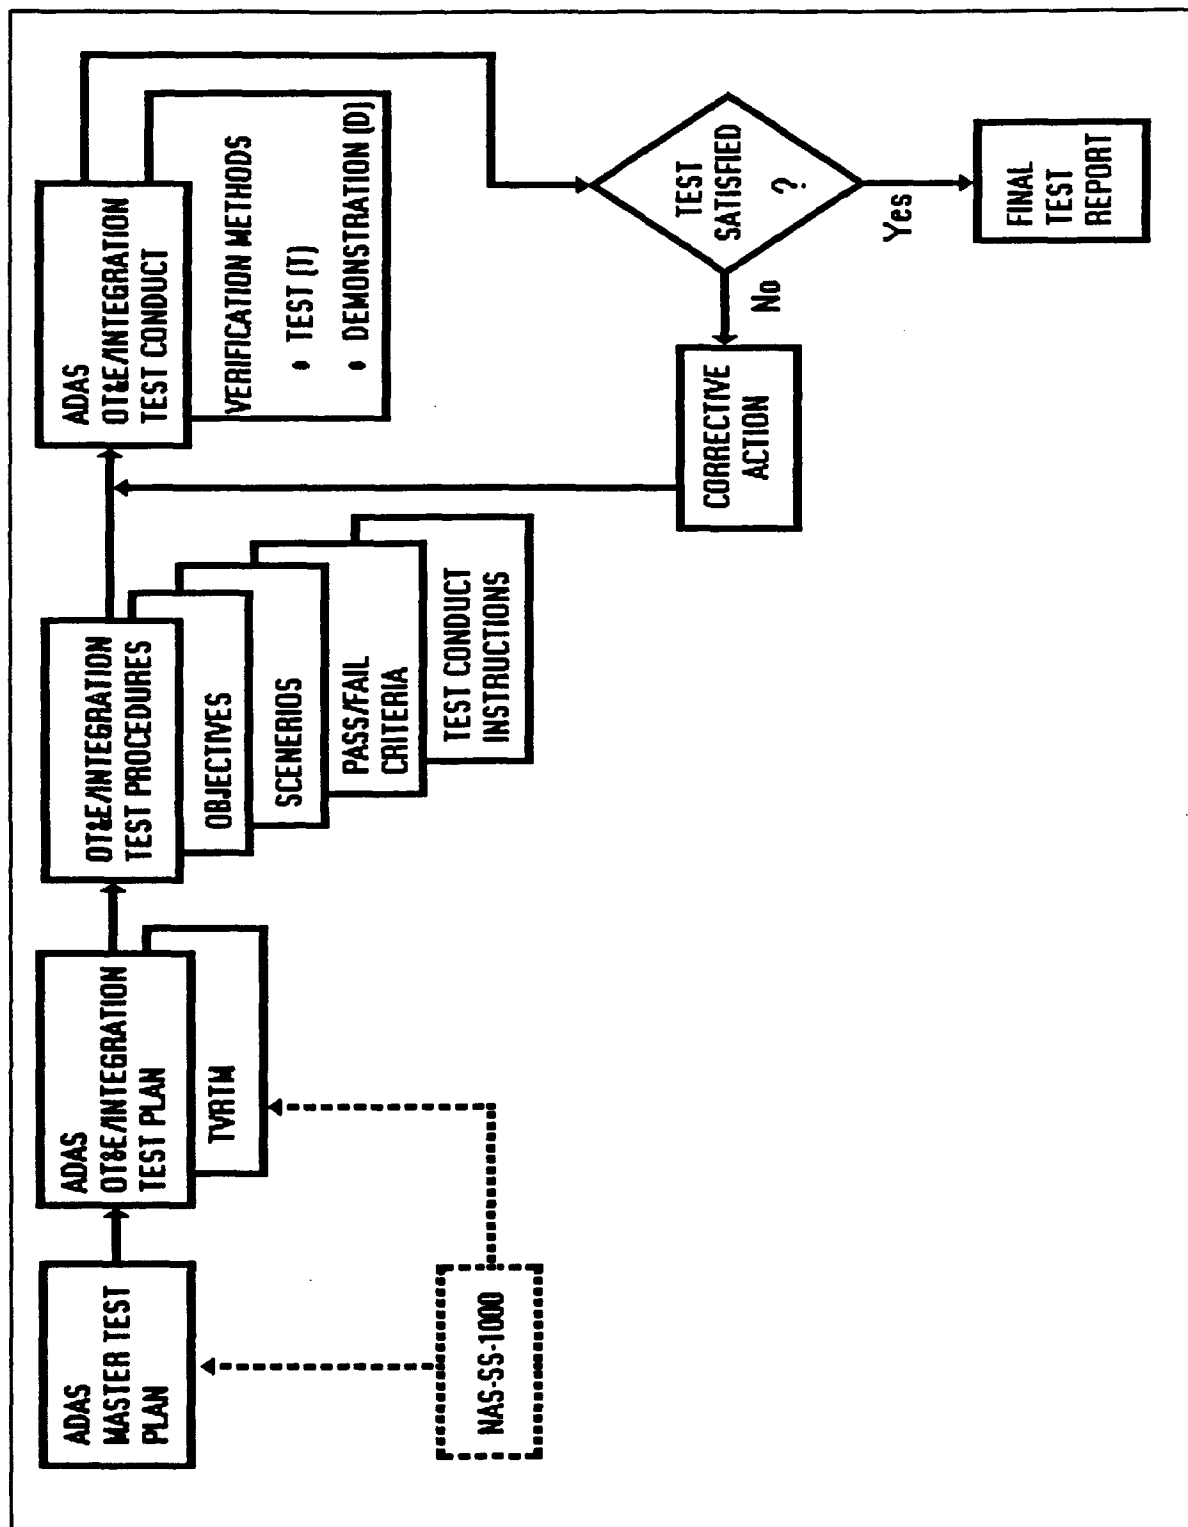 ADAS
MASTER TEST
PLAN
ADAS
OT&E/INTEGRATION
TEST PLAN
TVRTM
NAS-SS-1000
OT&E/INTEGRATION
TEST PROCEDURES
OBJECTIVES
SCENERIOS
PASS/FAIL
CRITERIA
TEST CONDUCT
INSTRUCTIONS
ADAS
OT&E/INTEGRATION
TEST CONDUCT
VERIFICATION METHODS
• TEST (T)
• DEMONSTRATION (D)
TEST
SATISFIED
?
No
Yes
CORRECTIVE
ACTION
FINAL
TEST
REPORT